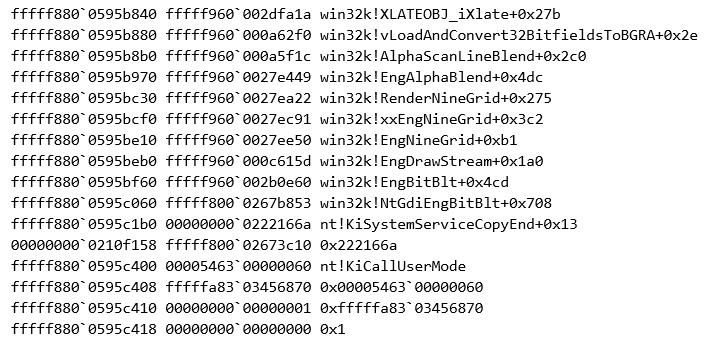 fffff880`0595b840 fffff960`002dfa1a win32k!XLATEOBJ_iXlate+0x27b
fffff880`0595b880 fffff960`000a62f0 win32k!vLoadAndConvert32BitfieldsToBGRA+0x2e
fffff880`0595b8b0 fffff960`000a5f1c win32k!AlphaScanLineBlend+0x2c0
fffff880`0595b970 fffff960`0027e449 win32k!EngAlphaBlend+0x4dc
fffff880`0595bc30 fffff960`0027ea22 win32k!RenderNineGrid+0x275
fffff880`0595bcf0 fffff960`0027ec91 win32k!xxEngNineGrid+0x3c2
fffff880`0595be10 fffff960`0027ee50 win32k!EngNineGrid+0xb1
fffff880`0595beb0 fffff960`000c615d win32k!EngDrawStream+0x1a0
fffff880`0595bf60 fffff960`002b0e60 win32k!EngBitBlt+0x4cd
fffff880`0595c060 fffff800`0267b853 win32k!NtGdiEngBitBlt+0x708
fffff880`0595c1b0 00000000`0222166a nt!KiSystemServiceCopyEnd+0x13
00000000`0210f158 fffff800`02673c10 0x222166a
fffff880`0595c400 00005463`00000060 nt!KiCallUserMode
fffff880`0595c408 fffffa83`03456870 0x00005463`00000060
fffff880`0595c410 00000000`00000001 0xfffffa83`03456870
fffff880`0595c418 00000000`00000000 0x1